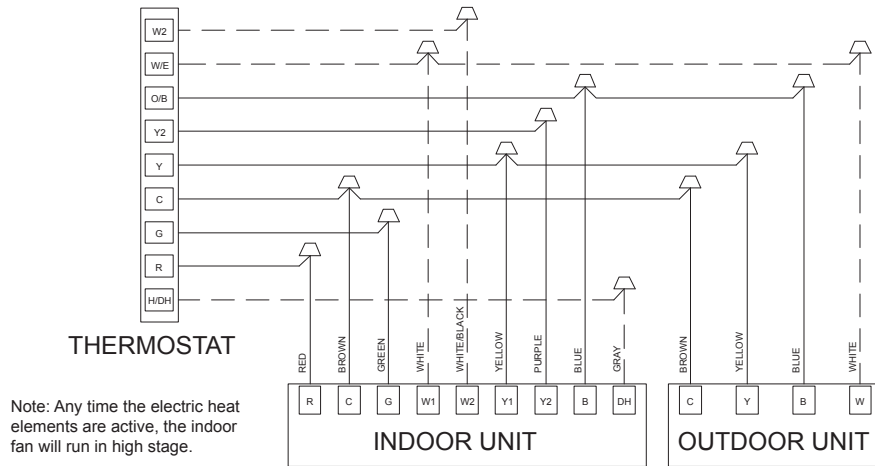 W2
W/E
O/B
Y2
Y
C
G
R
H/DH
THERMOSTAT
RED
BROWN
GREEN
WHITE
WHITE/BLACK
YELLOW
PURPLE
BLUE
GRAY
BROWN
YELLOW
BLUE
WHITE
R C G W1 W2 Y1 Y2 B DH
C Y B W
INDOOR UNIT
OUTDOOR UNIT
Note: Any time the electric heat
elements are active, the indoor
fan will run in high stage.